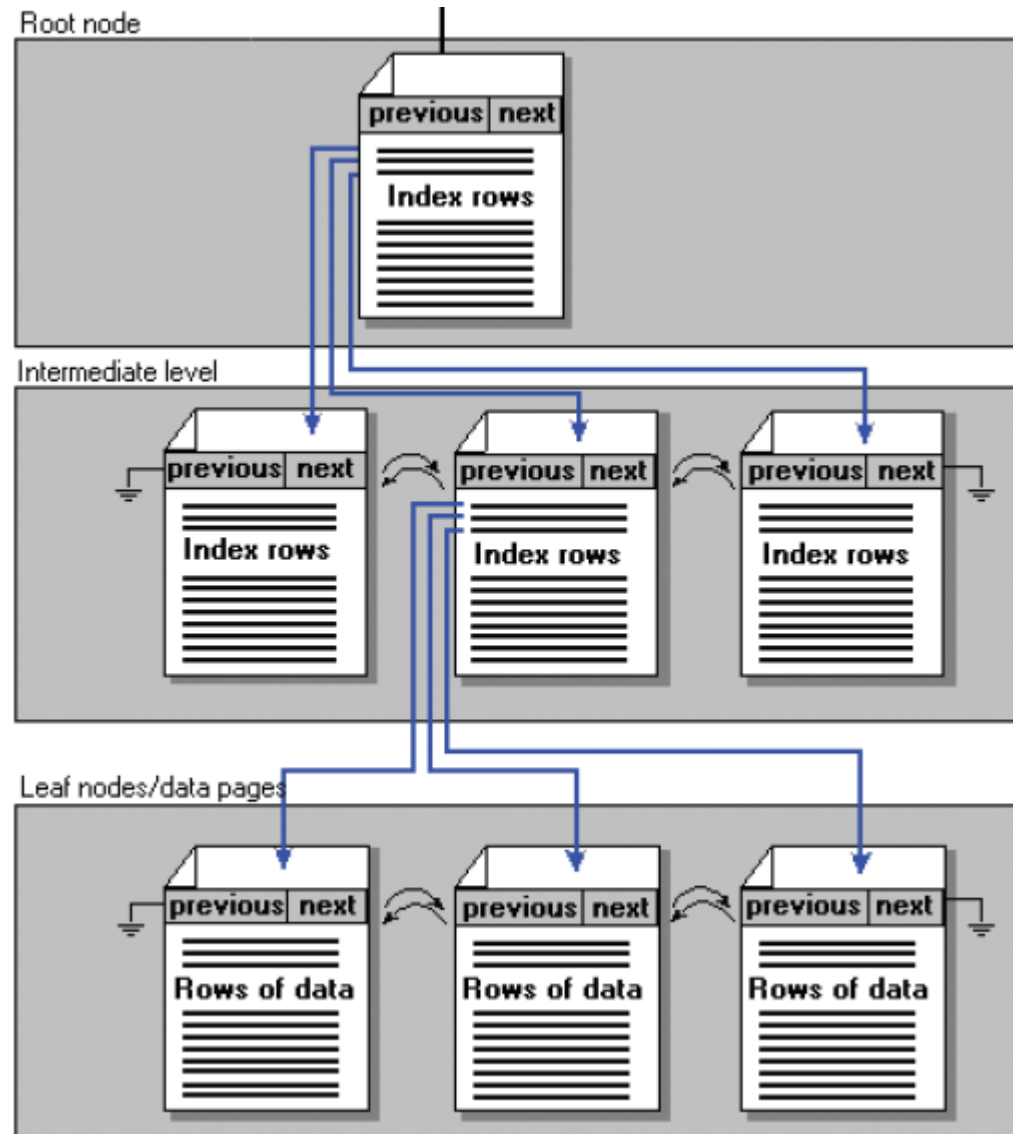 Root node
previous next
Index rows
Intermediate level
previous next
previous next
previous next
Index rows
Index rows
Index rows
Leaf nodes/data pages
previous next
previous next
previous next
Rows of data
Rows of data
Rows of data